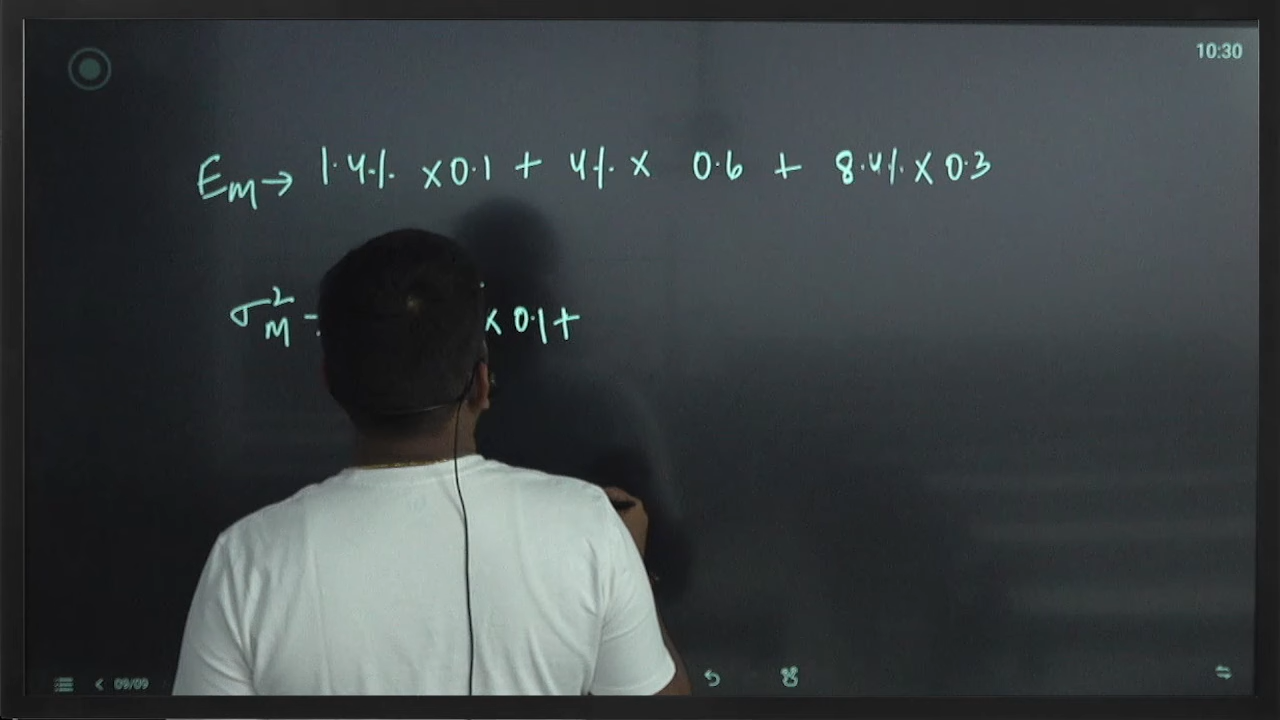 10:30
E_M → 1.4% × 0.1 + 4% × 0.6 + 8.4% × 0.3
σ²_M × 0.1 +
09/09